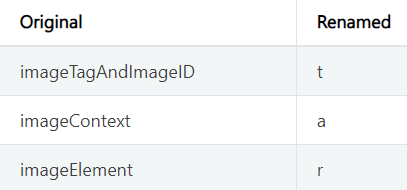 Original Renamed
imageTagAndImageID t
imageContext a
imageElement r